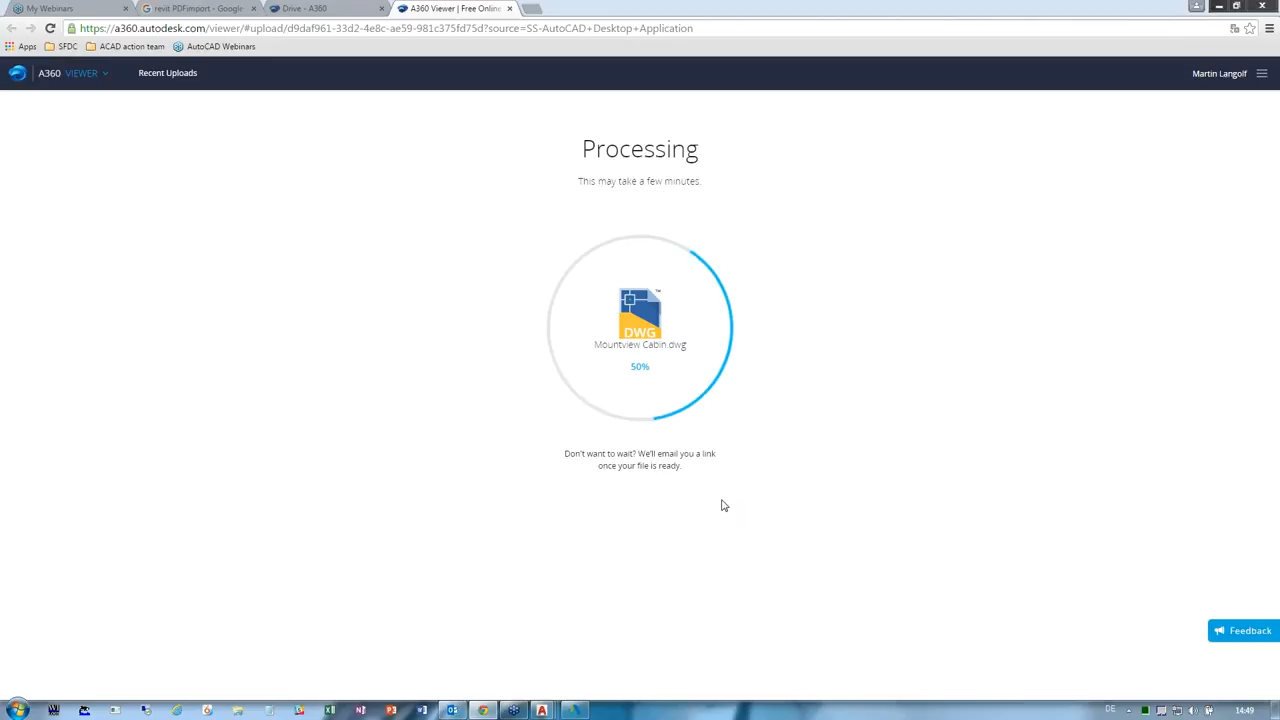 My Webinars
revit PDFimport - Google
Drive - A360
A360 Viewer | Free Online
https://a360.autodesk.com/viewer/#upload/d9daf961-33d2-4e8c-ae59-981c375fd75d?source=SS-AutoCAD+Desktop+Application
Apps
SFDC
ACAD action team
AutoCAD Webinars
A360 VIEWER
Recent Uploads
Martin Langolf
Processing
This may take a few minutes.
DWG
Mountview Cabin.dwg
50%
Don't want to wait? We'll email you a link
once your file is ready.
Feedback
DE
14:49